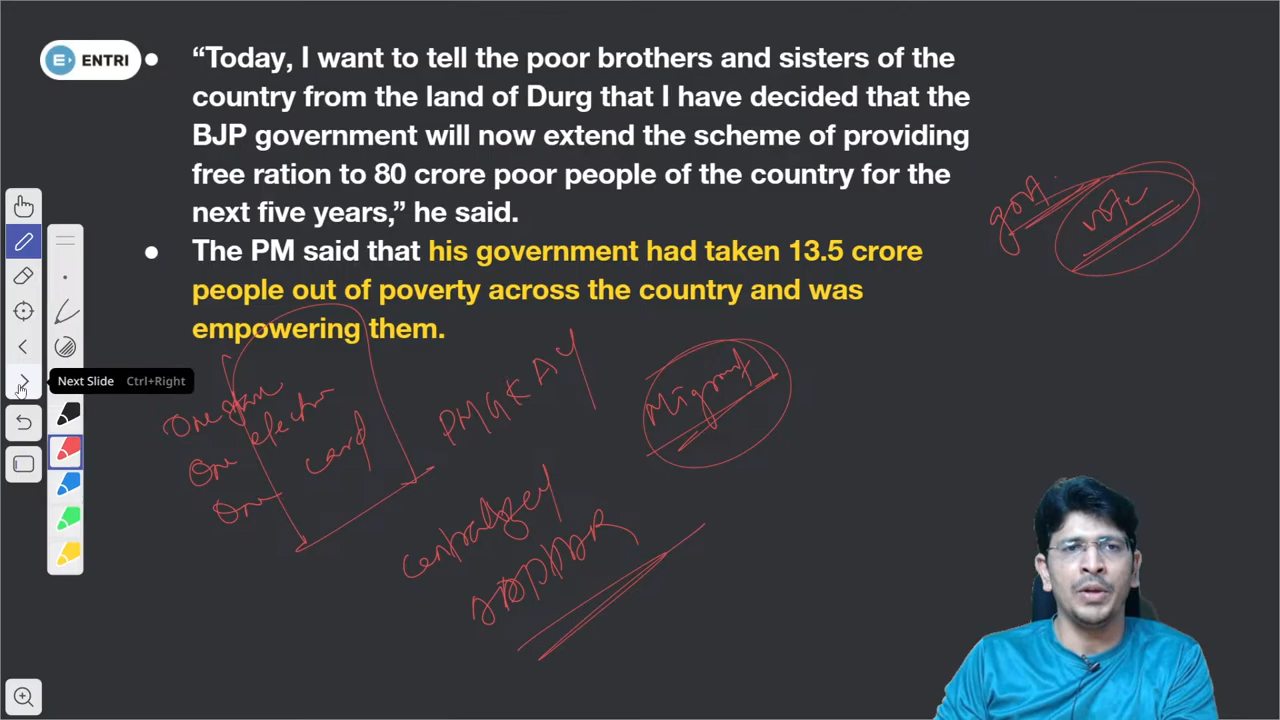 ENTRI
• “Today, I want to tell the poor brothers and sisters of the
country from the land of Durg that I have decided that the
BJP government will now extend the scheme of providing
free ration to 80 crore poor people of the country for the
next five years,” he said.
• The PM said that his government had taken 13.5 crore
people out of poverty across the country and was
empowering them.
govt
vote
Next Slide Ctrl+Right
One
One elector
One card
PMGKAY
Migrant
centralized